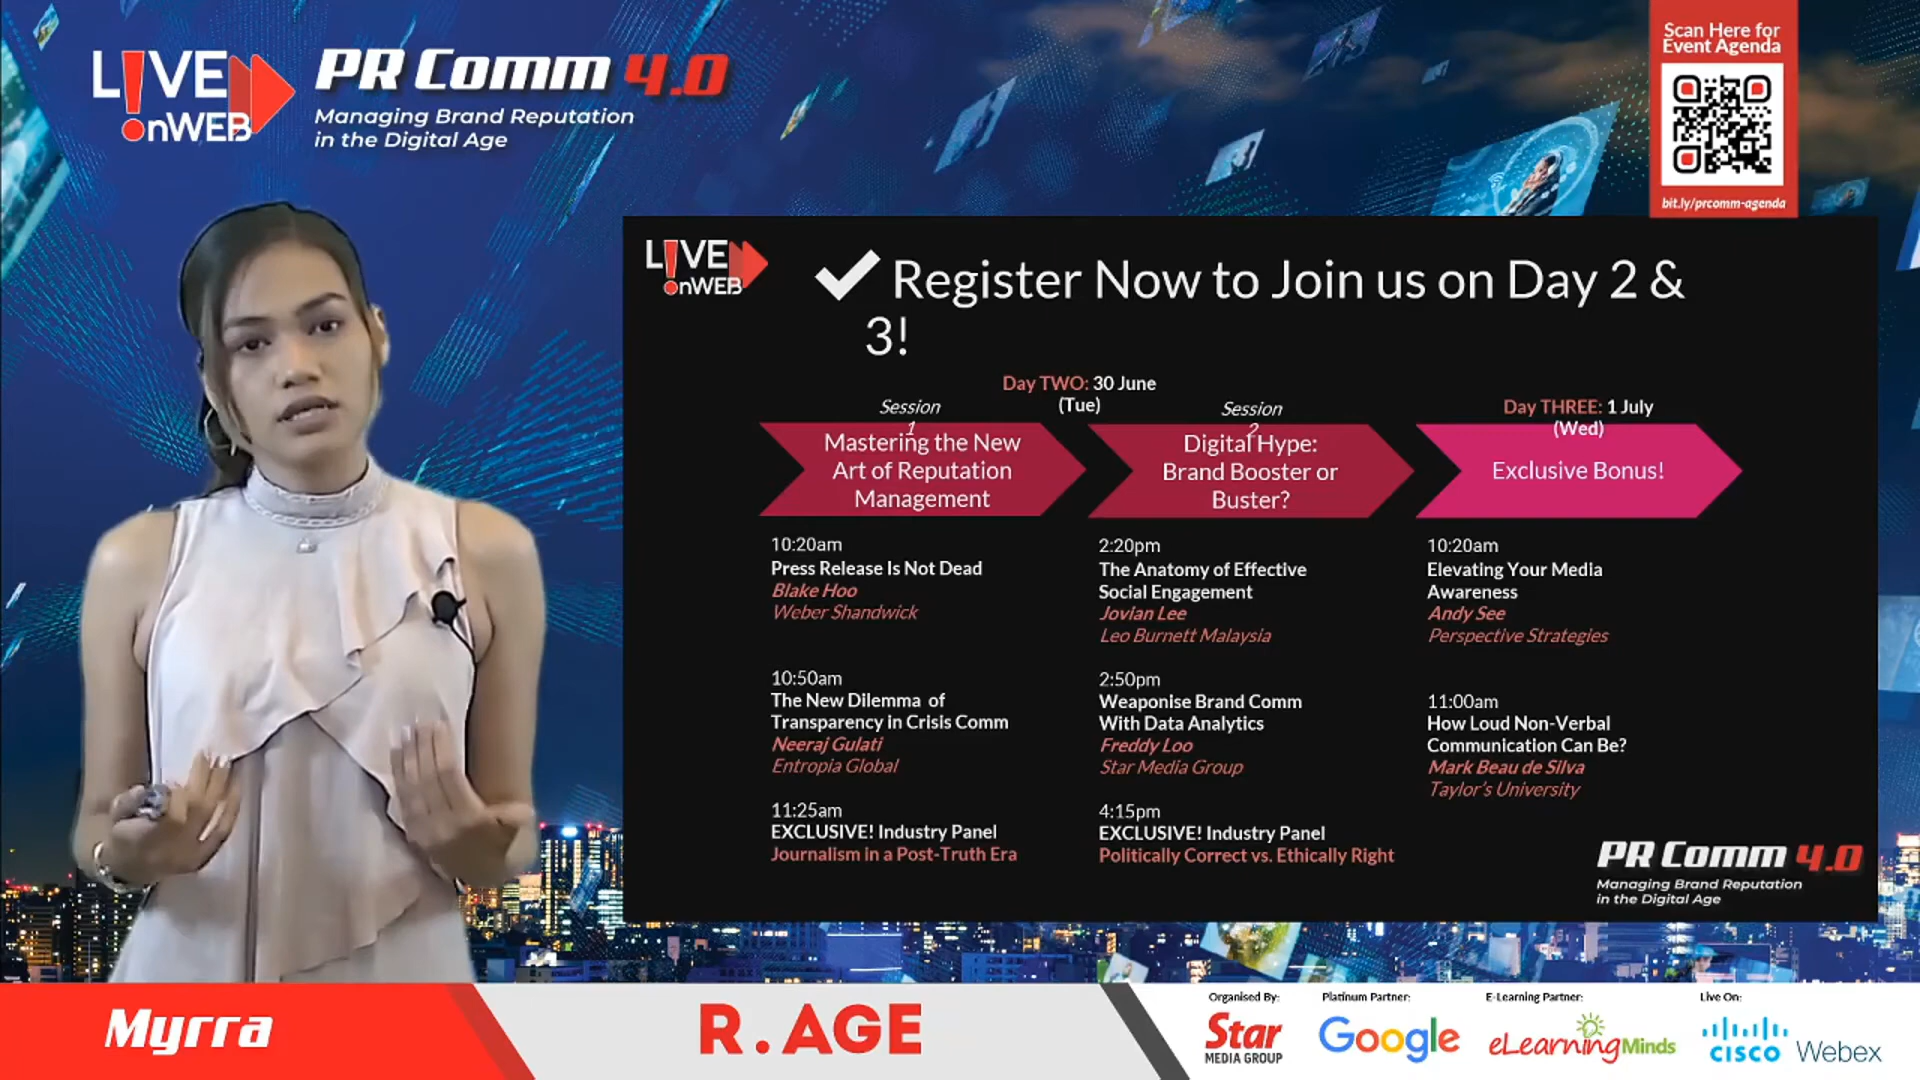 L!VE
OnWEB
PR Comm 4.0
Managing Brand Reputation
in the Digital Age
Scan Here for
Event Agenda
bit.ly/prcomm-agenda
L!VE
OnWEB
Register Now to Join us on Day 2 &
3!
Day TWO: 30 June
(Tue)
Session
1
Mastering the New
Art of Reputation
Management
10:20am
Press Release Is Not Dead
Blake Hoo
Weber Shandwick
10:50am
The New Dilemma of
Transparency in Crisis Comm
Neeraj Gulati
Entropia Global
11:25am
EXCLUSIVE! Industry Panel
Journalism in a Post-Truth Era
Session
2
Digital Hype:
Brand Booster or
Buster?
2:20pm
The Anatomy of Effective
Social Engagement
Jovian Lee
Leo Burnett Malaysia
2:50pm
Weaponise Brand Comm
With Data Analytics
Freddy Loo
Star Media Group
4:15pm
EXCLUSIVE! Industry Panel
Politically Correct vs. Ethically Right
Day THREE: 1 July
(Wed)
Exclusive Bonus!
10:20am
Elevating Your Media
Awareness
Andy See
Perspective Strategies
11:00am
How Loud Non-Verbal
Communication Can Be?
Mark Beau de Silva
Taylor's University
PR Comm 4.0
Managing Brand Reputation
in the Digital Age
Myrra
R.AGE
Organised By:
Star
MEDIA GROUP
Platinum Partner:
Google
E-Learning Partner:
eLearningMinds
Live On:
CISCO Webex